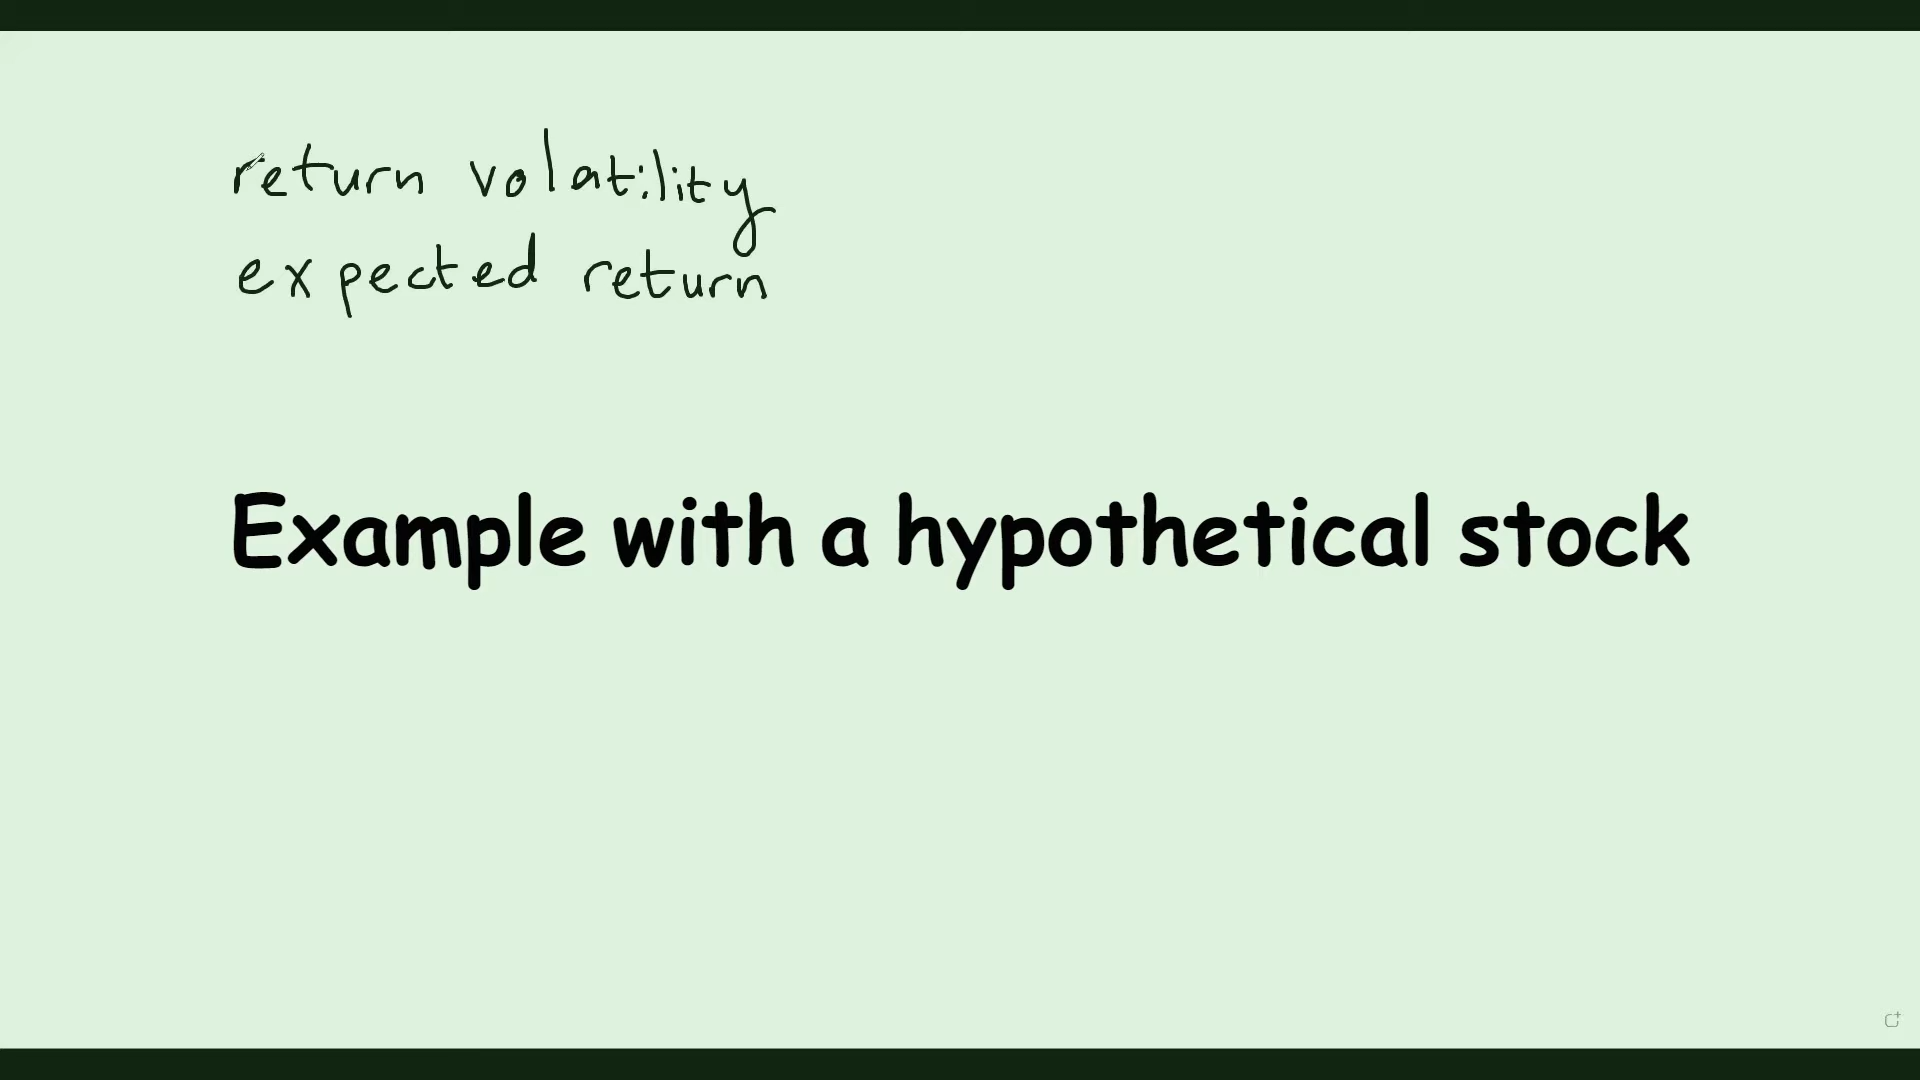 return volatility
expected return
Example with a hypothetical stock